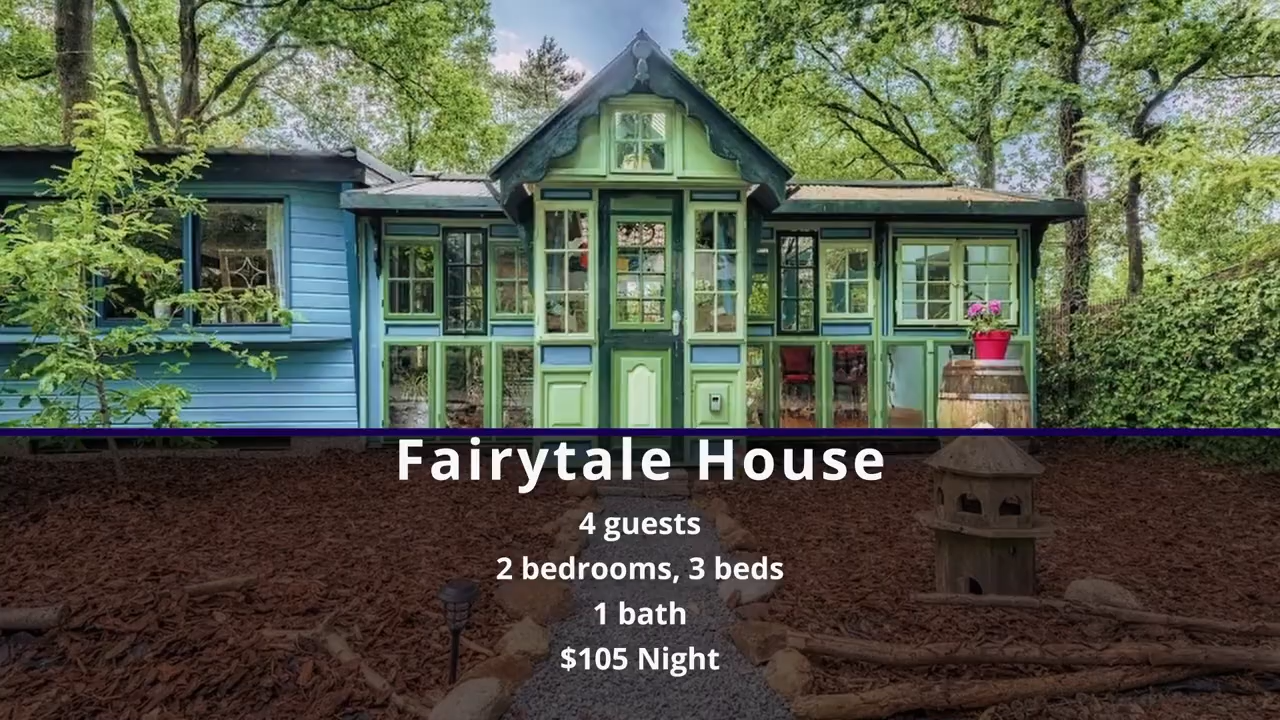 Fairytale House
4 guests
2 bedrooms, 3 beds
1 bath
$105 Night